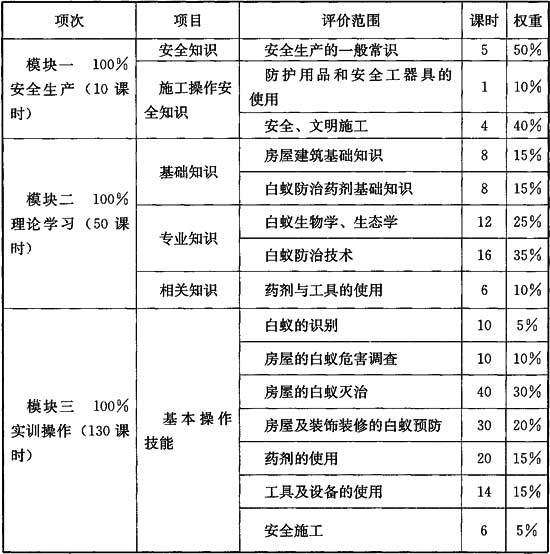 项次 项目 评价范围 课时 权重
模块一 100%
安全生产（10 课
时）
安全知识 安全生产的一般常识 5 50%
施工操作安
全知识
防护用品和安全工器具的
使用 1 10%
安全、文明施工 4 40%
模块二 100%
理论学习（50 课
时）
基础知识 房屋建筑基础知识 8 15%
白蚁防治药剂基础知识 8 15%
专业知识 白蚁生物学、生态学 12 25%
白蚁防治技术 16 35%
相关知识 药剂与工具的使用 6 10%
模块三 100%
实训操作（130 课
时）
基本操作
技能
白蚁的识别 10 5%
房屋的白蚁危害调查 10 10%
房屋的白蚁灭治 40 30%
房屋及装饰装修的白蚁预防 30 20%
药剂的使用 20 15%
工具及设备的使用 14 15%
安全施工 6 5%